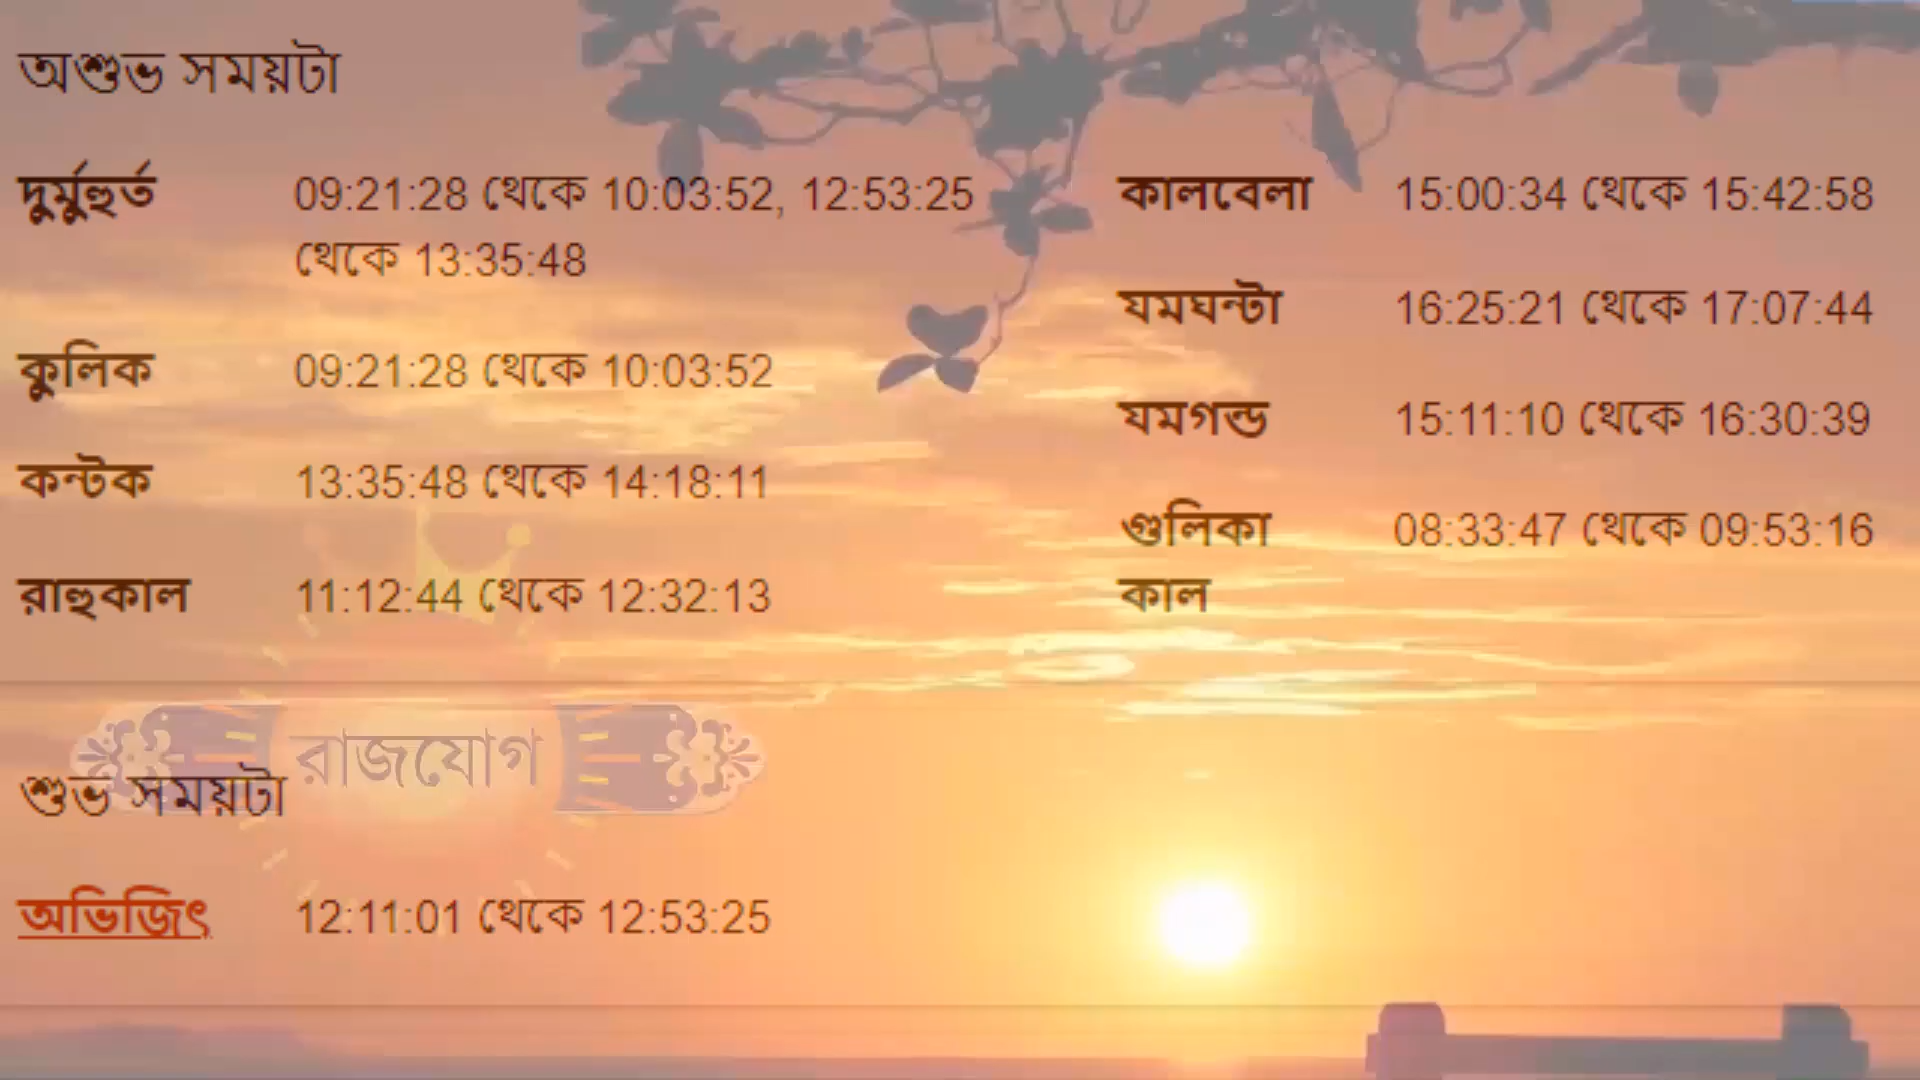 অশুভ সময়টা
দুর্মুহুর্ত 09:21:28 থেকে 10:03:52, 12:53:25
থেকে 13:35:48
কুলিক 09:21:28 থেকে 10:03:52
কন্টক 13:35:48 থেকে 14:18:11
রাহুকাল 11:12:44 থেকে 12:32:13
কালবেলা 15:00:34 থেকে 15:42:58
যমঘন্টা 16:25:21 থেকে 17:07:44
যমগন্ড 15:11:10 থেকে 16:30:39
গুলিকা 08:33:47 থেকে 09:53:16
কাল
রাজযোগ
শুভ সময়টা
অভিজিৎ 12:11:01 থেকে 12:53:25